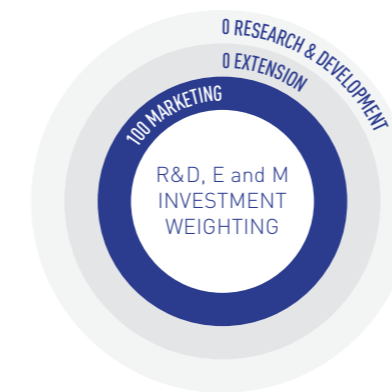 0 RESEARCH & DEVELOPMENT
0 EXTENSION
100 MARKETING
R&D, E and M
INVESTMENT
WEIGHTING